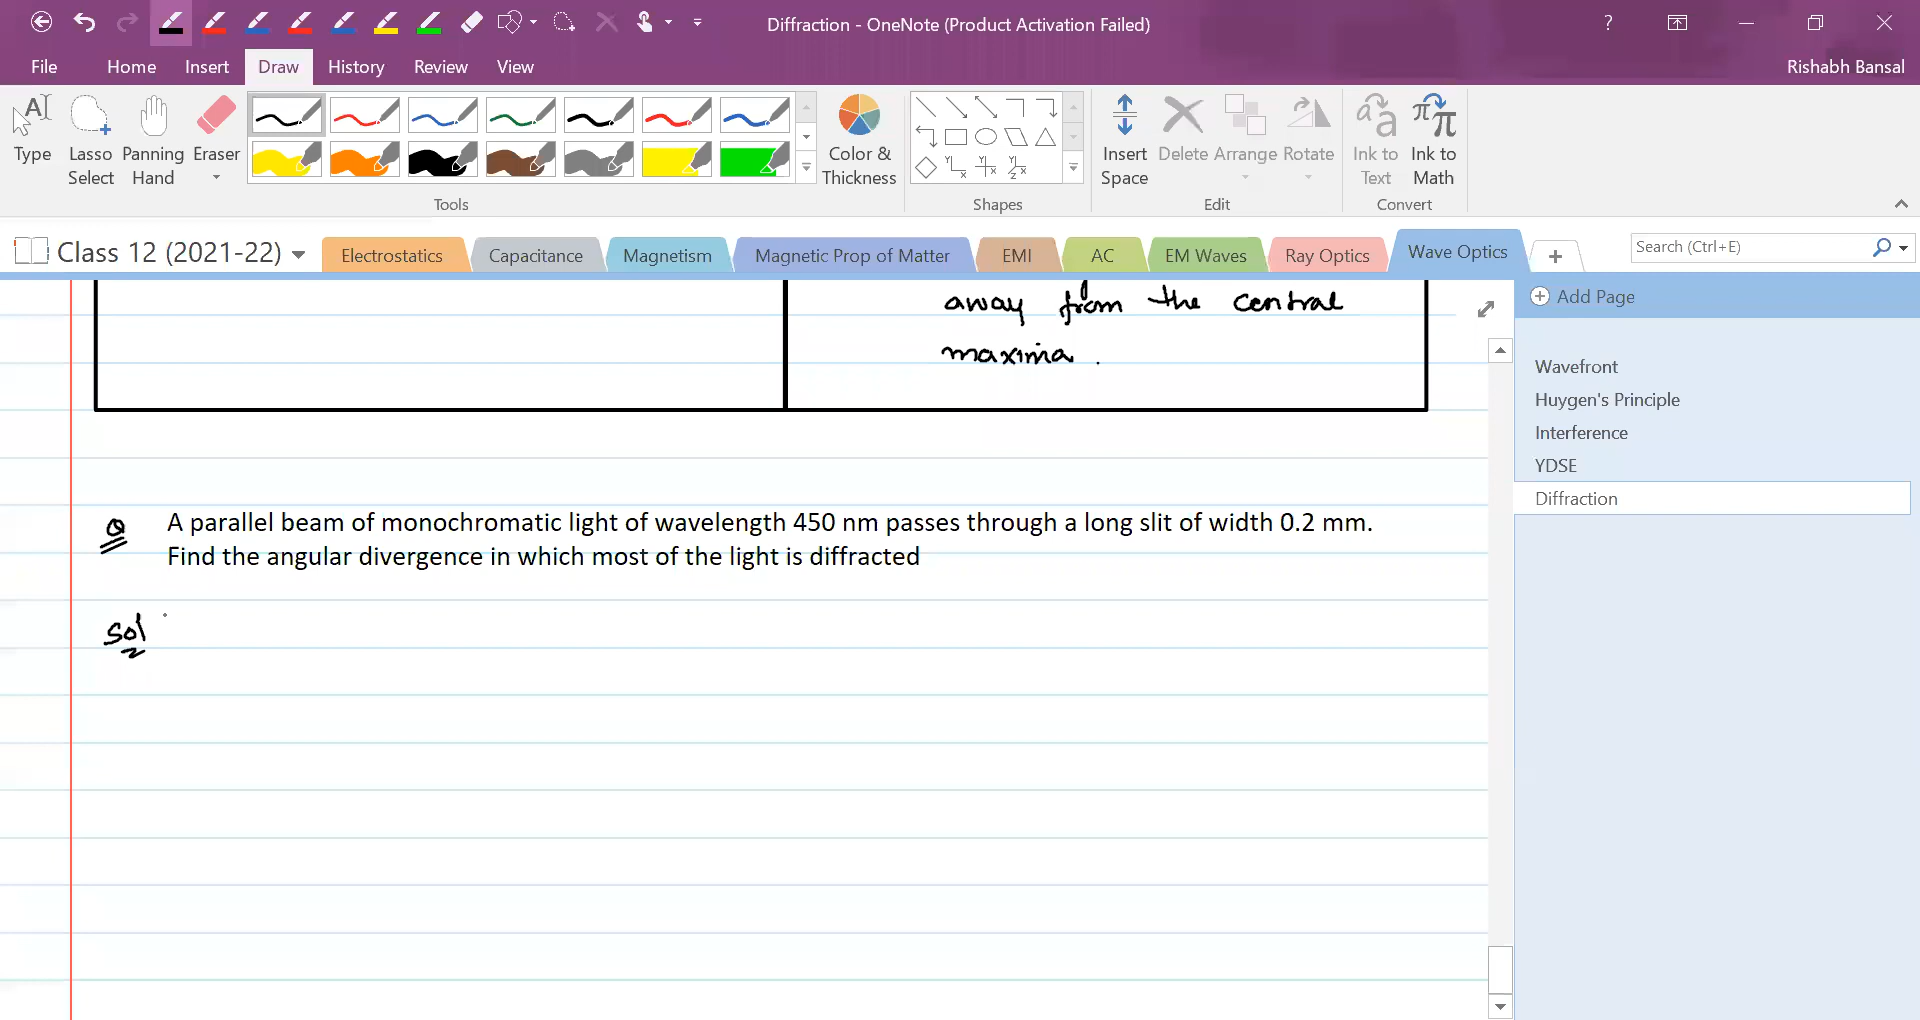 Diffraction - OneNote (Product Activation Failed)
?
File Home Insert Draw History Review View
Rishabh Bansal
Type
Lasso Select
Panning Hand
Eraser
Color & Thickness
Insert Space
Delete
Arrange
Rotate
Ink to Text
Ink to Math
Tools
Shapes
Edit
Convert
Class 12 (2021-22)
Electrostatics Capacitance Magnetism Magnetic Prop of Matter EMI AC EM Waves Ray Optics Wave Optics
Search (Ctrl+E)
Add Page
Wavefront
Huygen's Principle
Interference
YDSE
Diffraction
away from the central
maxima .
Q A parallel beam of monochromatic light of wavelength 450 nm passes through a long slit of width 0.2 mm.
Find the angular divergence in which most of the light is diffracted
Sol